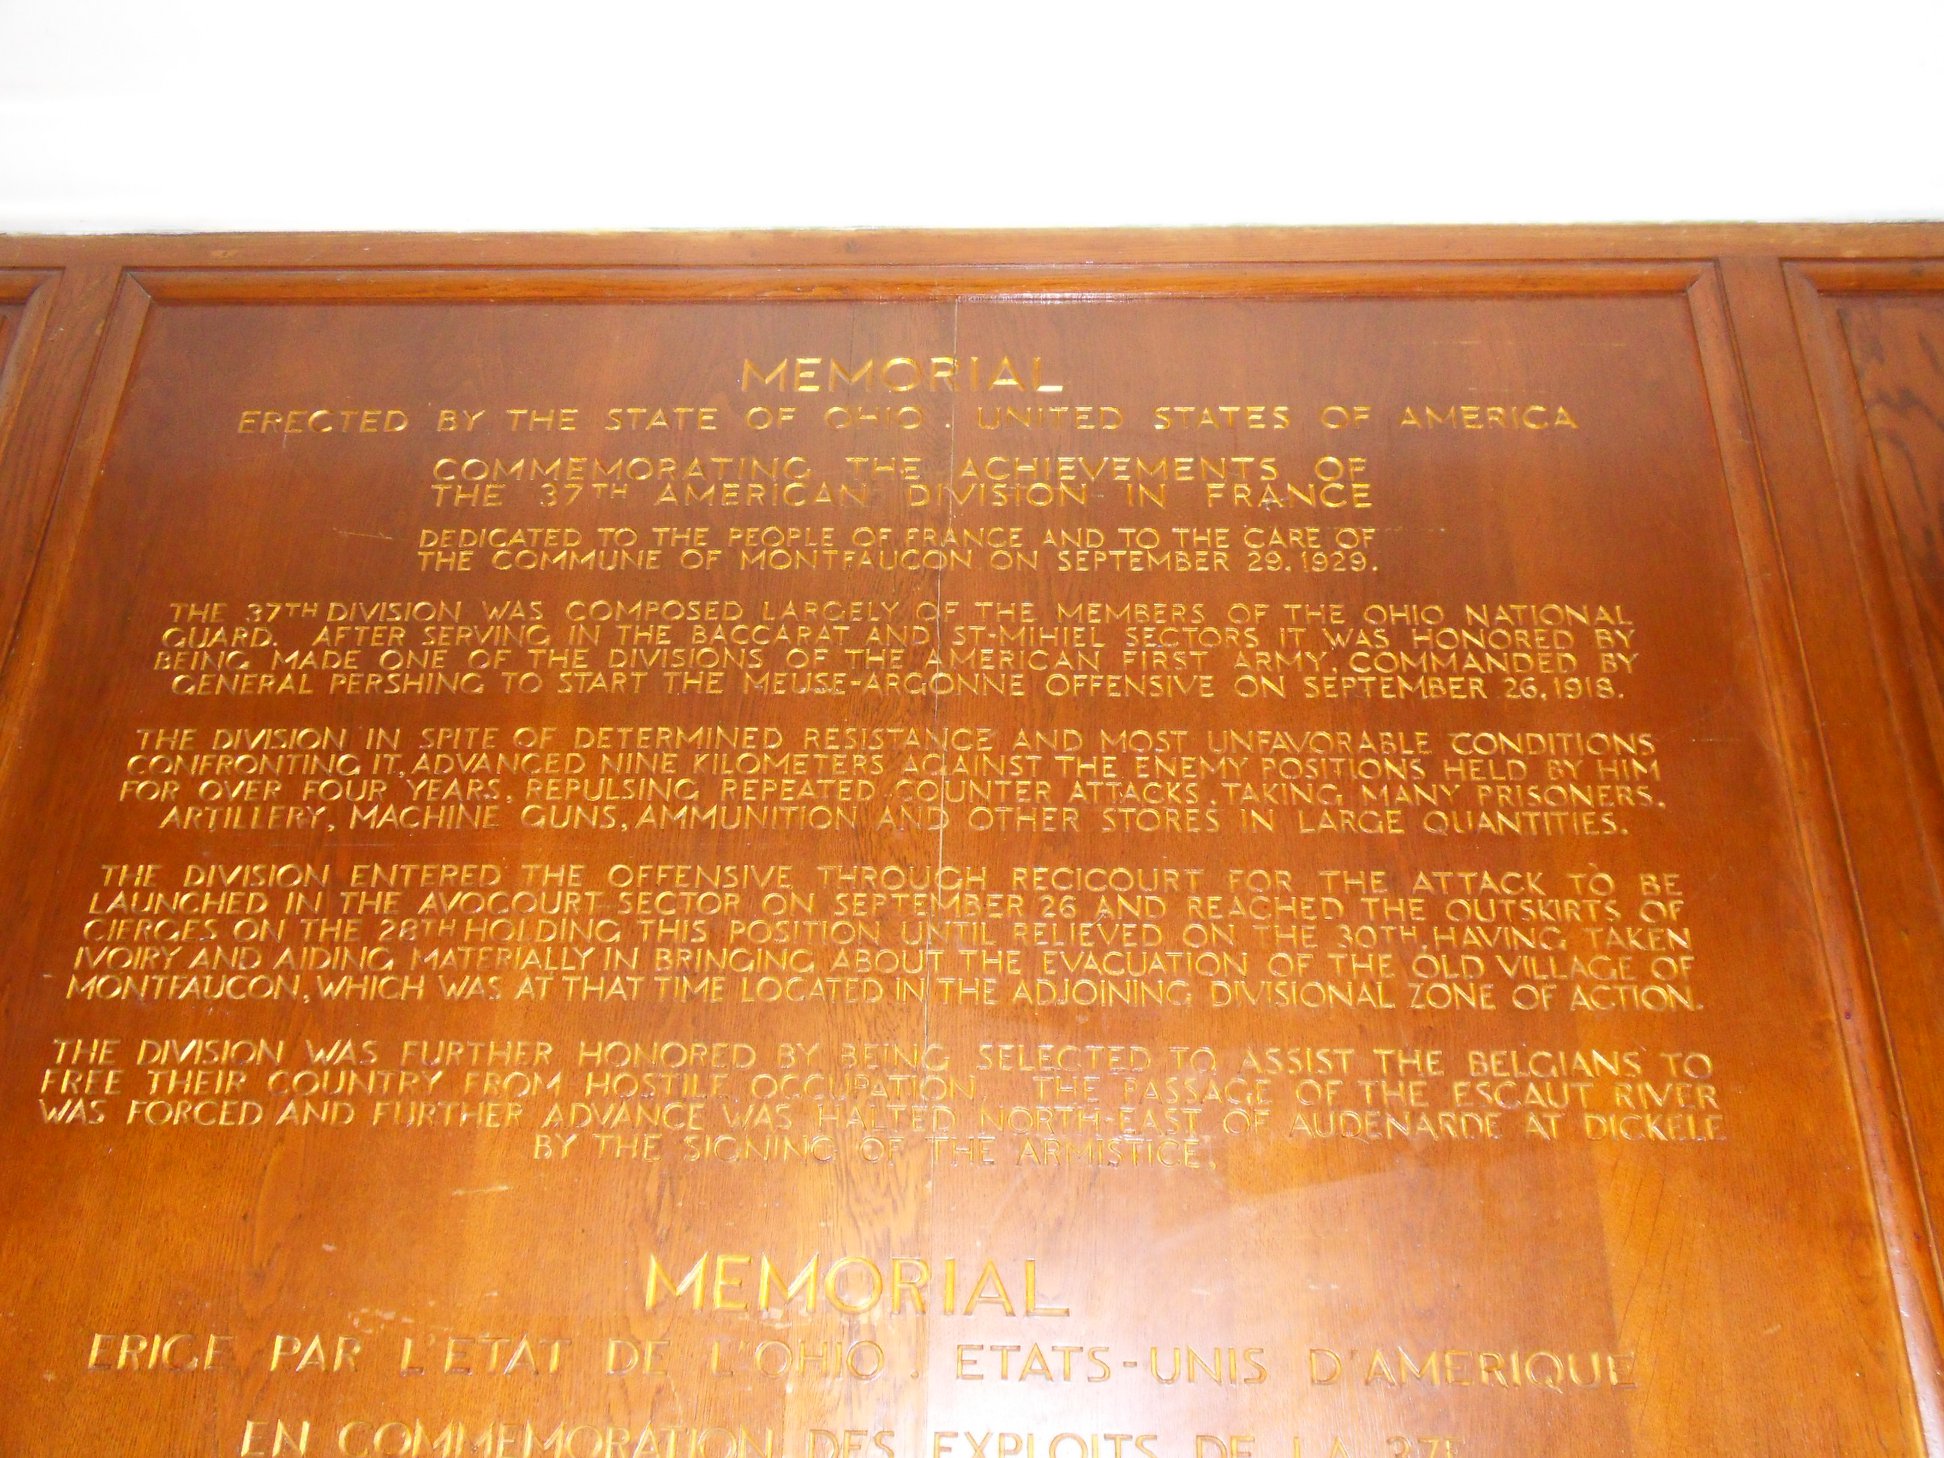 MEMORIAL
ERECTED BY THE STATE OF OHIO . UNITED STATES OF AMERICA
COMMEMORATING THE ACHIEVEMENTS OF
THE 37TH AMERICAN DIVISION IN FRANCE
DEDICATED TO THE PEOPLE OF FRANCE AND TO THE CARE OF
THE COMMUNE OF MONTFAUCON ON SEPTEMBER 29. 1929.
THE 37TH DIVISION WAS COMPOSED LARGELY OF THE MEMBERS OF THE OHIO NATIONAL
GUARD. AFTER SERVING IN THE BACCARAT AND ST-MIHIEL SECTORS IT WAS HONORED BY
BEING MADE ONE OF THE DIVISIONS OF THE AMERICAN FIRST ARMY, COMMANDED BY
GENERAL PERSHING TO START THE MEUSE-ARGONNE OFFENSIVE ON SEPTEMBER 26, 1918.
THE DIVISION IN SPITE OF DETERMINED RESISTANCE AND MOST UNFAVORABLE CONDITIONS
CONFRONTING IT, ADVANCED NINE KILOMETERS AGAINST THE ENEMY POSITIONS HELD BY HIM
FOR OVER FOUR YEARS, REPULSING REPEATED COUNTER ATTACKS, TAKING MANY PRISONERS,
ARTILLERY, MACHINE GUNS, AMMUNITION AND OTHER STORES IN LARGE QUANTITIES.
THE DIVISION ENTERED THE OFFENSIVE THROUGH RECICOURT FOR THE ATTACK TO BE
LAUNCHED IN THE AVOCOURT SECTOR ON SEPTEMBER 26 AND REACHED THE OUTSKIRTS OF
CIERGES ON THE 28TH HOLDING THIS POSITION UNTIL RELIEVED ON THE 30TH, HAVING TAKEN
IVOIRY AND AIDING MATERIALLY IN BRINGING ABOUT THE EVACUATION OF THE OLD VILLAGE OF
MONTFAUCON, WHICH WAS AT THAT TIME LOCATED IN THE ADJOINING DIVISIONAL ZONE OF ACTION.
THE DIVISION WAS FURTHER HONORED BY BEING SELECTED TO ASSIST THE BELGIANS TO
FREE THEIR COUNTRY FROM HOSTILE OCCUPATION. THE PASSAGE OF THE ESCAUT RIVER
WAS FORCED AND FURTHER ADVANCE WAS HALTED NORTH-EAST OF AUDENARDE AT DICKELE
BY THE SIGNING OF THE ARMISTICE.
MEMORIAL
ERIGE PAR L'ETAT DE L'OHIO . ETATS-UNIS D'AMERIQUE
EN COMMEMORATION DES EXPLOITS DE LA 37E